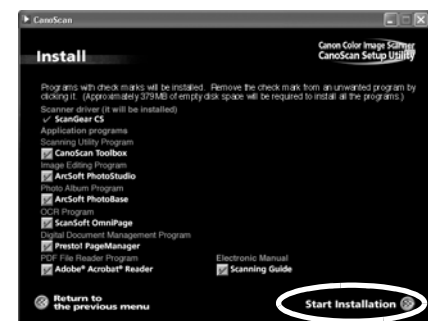 CanoScan
Install
Canon Color Image Scanner
CanoScan Setup Utility
Programs with check marks will be installed. Remove the check mark from an unwanted program by
clicking it. (Approximately 379MB of empty disk space will be required to install all the programs.)
Scanner driver (it will be installed)
ScanGear CS
Application programs
Scanning Utility Program
CanoScan Toolbox
Image Editing Program
ArcSoft PhotoStudio
Photo Album Program
ArcSoft PhotoBase
OCR Program
ScanSoft OmniPage
Digital Document Management Program
Presto! PageManager
PDF File Reader Program
Adobe® Acrobat® Reader
Electronic Manual
Scanning Guide
Return to
the previous menu
Start Installation